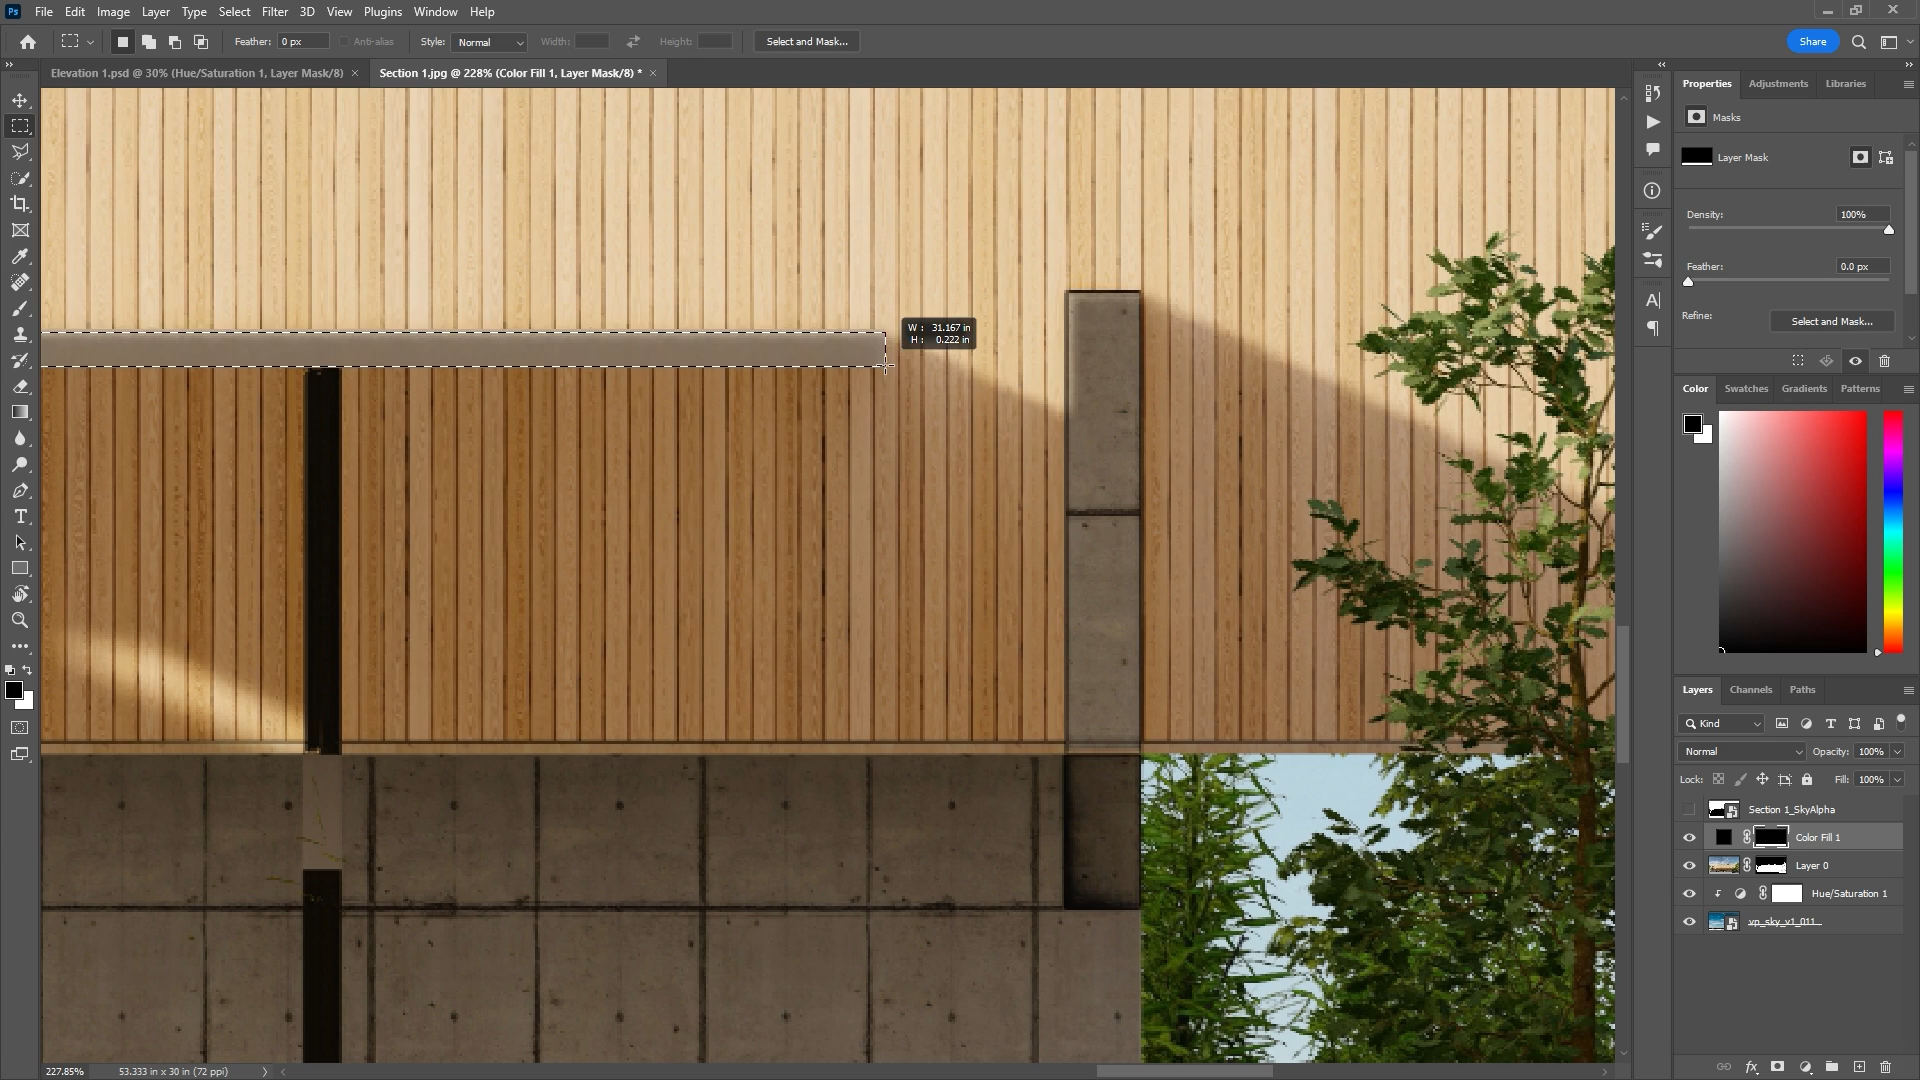 Ps File Edit Image Layer Type Select Filter 3D View Plugins Window Help
Feather: 0 px Anti-alias Style: Normal Width: Height: Select and Mask... Share
Elevation 1.psd @ 30% (Hue/Saturation 1, Layer Mask/8) × Section 1.jpg @ 228% (Color Fill 1, Layer Mask/8) * ×
Properties Adjustments Libraries
Masks
Layer Mask
Density: 100%
Feather: 0.0 px
Refine: Select and Mask...
W : 31.167 in
H : 0.222 in
Color Swatches Gradients Patterns
Layers Channels Paths
Kind
Normal Opacity: 100%
Lock: Fill: 100%
Section 1_SkyAlpha
Color Fill 1
Layer 0
Hue/Saturation 1
vp_sky_v1_011...
227.85% 53.333 in x 30 in (72 ppi)